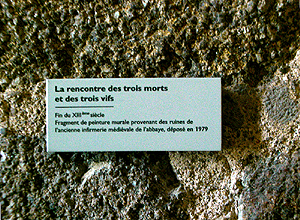 La rencontre des trois morts
et des trois vifs
Fin du XIIIème siècle
Fragment de peinture murale provenant des ruines de
l'ancienne infirmerie médiévale de l'abbaye, déposé en 1979